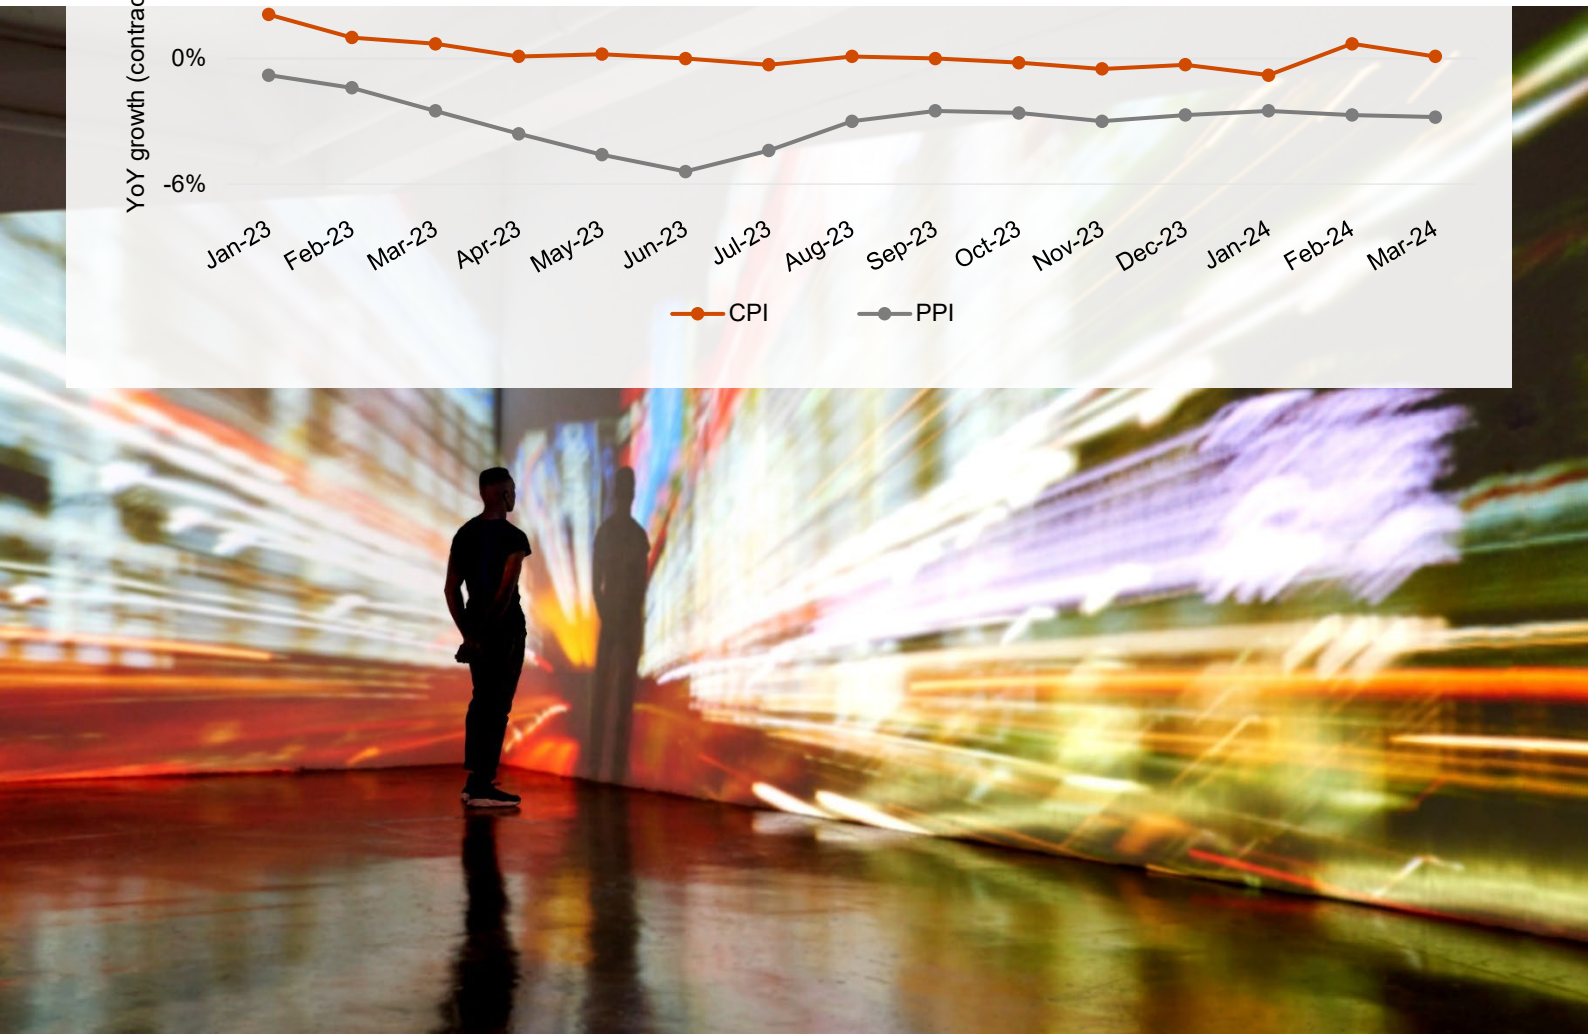 YoY growth (contrac
0%
-6%
Jan-23
Feb-23
Mar-23
Apr-23
May-23
Jun-23
Jul-23
Aug-23
Sep-23
Oct-23
Nov-23
Dec-23
Jan-24
Feb-24
Mar-24
CPI
PPI